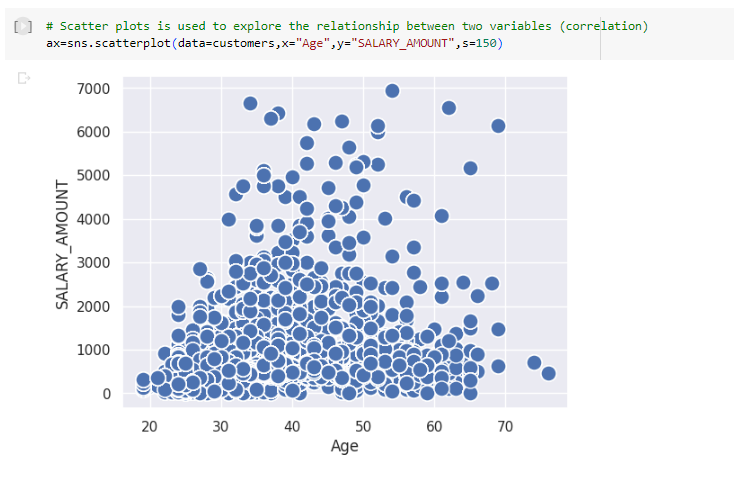 [ ] # Scatter plots is used to explore the relationship between two variables (correlation)
ax=sns.scatterplot(data=customers,x="Age",y="SALARY_AMOUNT",s=150)
7000
6000
5000
4000
3000
2000
1000
0
SALARY_AMOUNT
20 30 40 50 60 70
Age